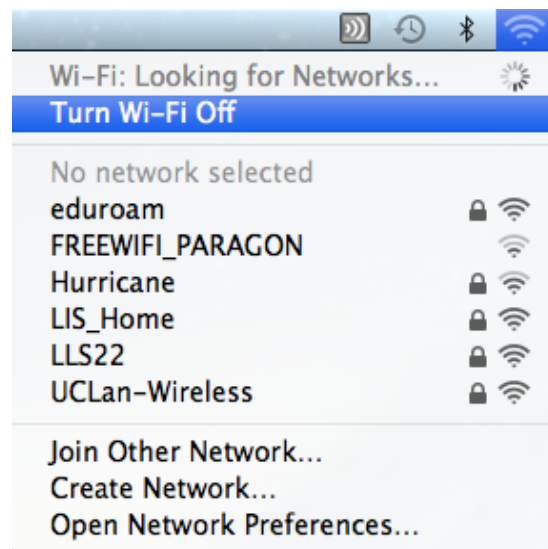 Wi-Fi: Looking for Networks...
Turn Wi-Fi Off
No network selected
eduroam
FREEWIFI_PARAGON
Hurricane
LIS_Home
LLS22
UCLan-Wireless
Join Other Network...
Create Network...
Open Network Preferences...